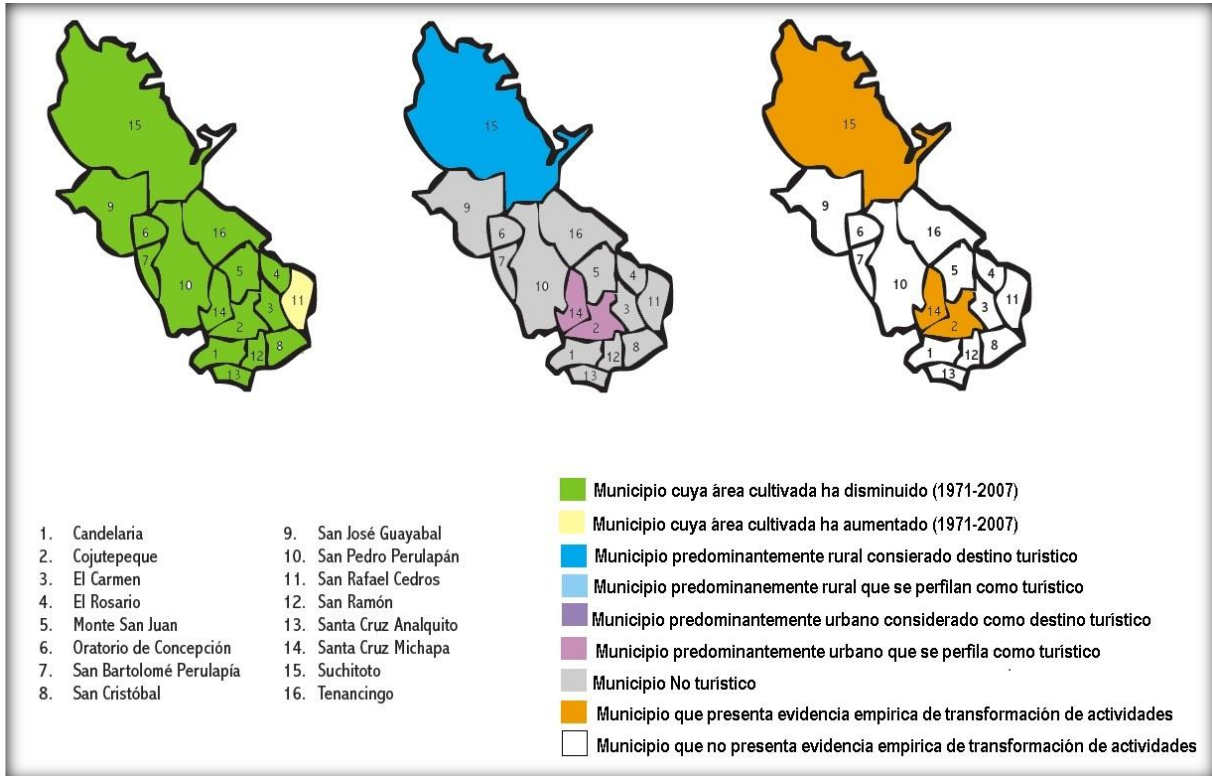 15
9
6
7
16
10
5
4
11
14
3
2
8
1
12
13
15
9
6
7
16
10
5
4
11
14
3
2
8
1
12
13
15
9
6
7
16
10
5
4
11
14
3
2
8
1
12
13
1. Candelaria
2. Cojutepeque
3. El Carmen
4. El Rosario
5. Monte San Juan
6. Oratorio de Concepción
7. San Bartolomé Perulapía
8. San Cristóbal
9. San José Guayabal
10. San Pedro Perulapán
11. San Rafael Cedros
12. San Ramón
13. Santa Cruz Analquito
14. Santa Cruz Michapa
15. Suchitoto
16. Tenancingo
Municipio cuya área cultivada ha disminuido (1971-2007)
Municipio cuya área cultivada ha aumentado (1971-2007)
Municipio predominantemente rural consierado destino turístico
Municipio predominanemente rural que se perfilan como turístico
Municipio predominantemente urbano considerado como destino turístico
Municipio predominantemente urbano que se perfila como turístico
Municipio No turístico
Municipio que presenta evidencia empirica de transformación de actividades
Municipio que no presenta evidencia empirica de transformación de actividades